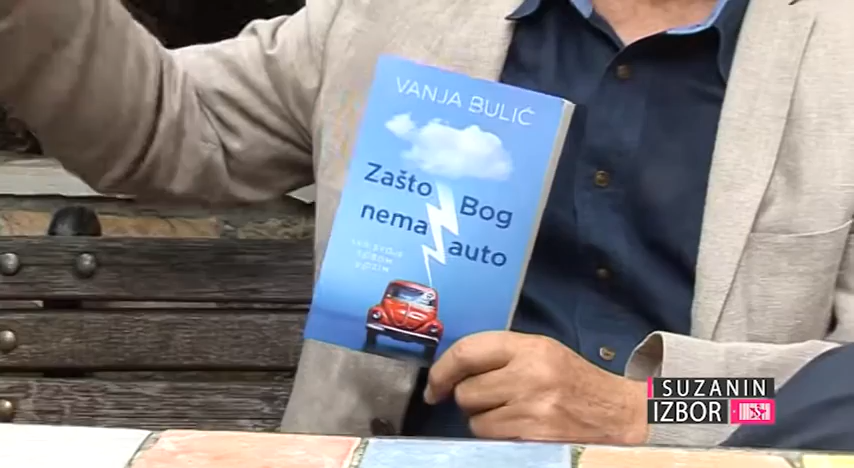 VANJA BULIĆ
Zašto Bog
nema auto
SUZANIN
IZBOR